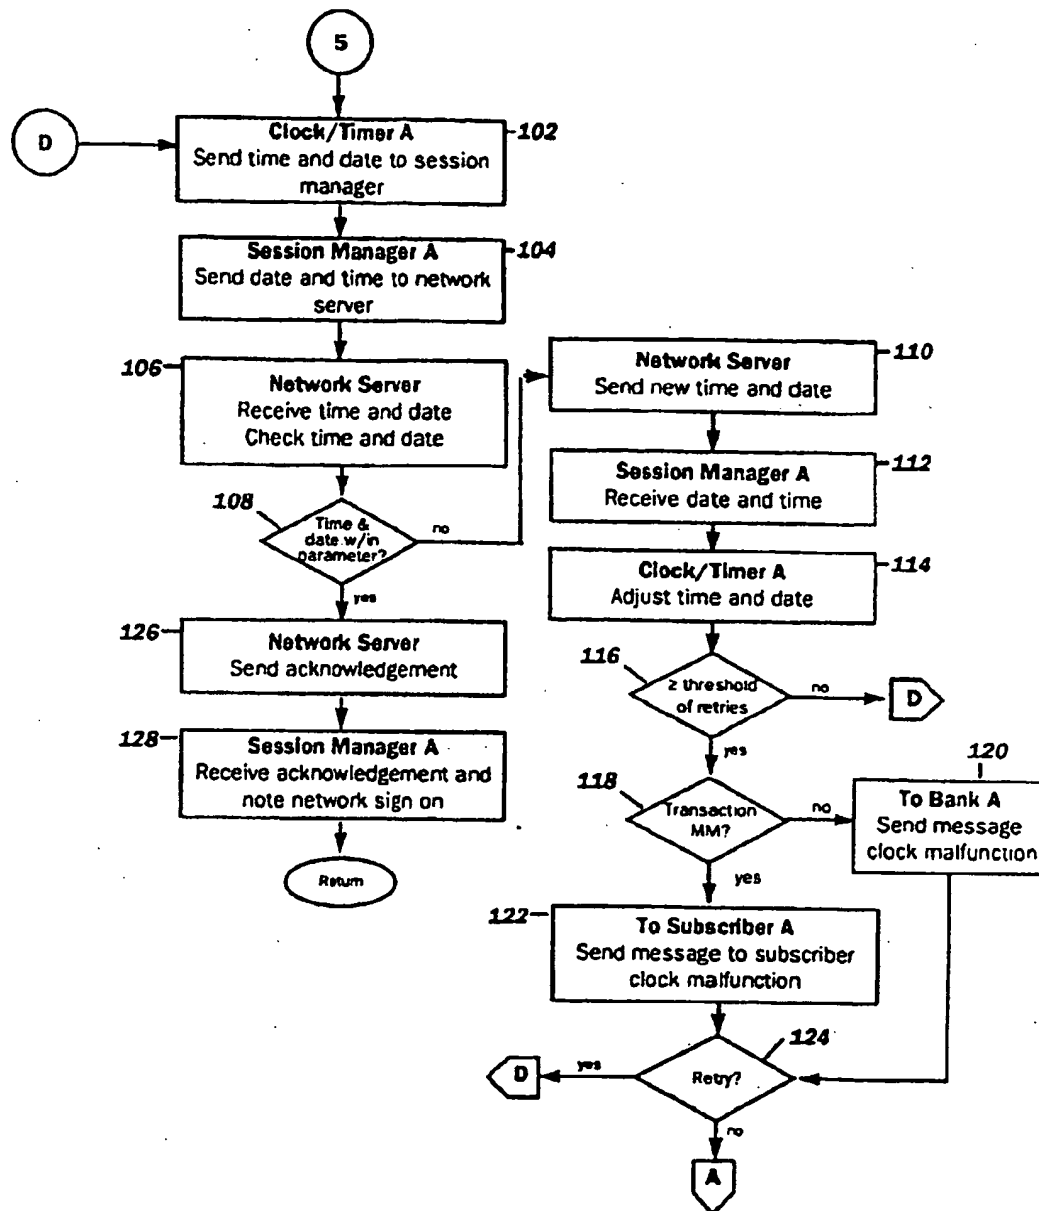 5
D
Clock/Timer A
Send time and date to session
manager
102
Session Manager A
Send date and time to network
server
104
106
Network Server
Receive time and date
Check time and date
108
Time &
date w/in
parameter?
no
yes
126
Network Server
Send acknowledgement
128
Session Manager A
Receive acknowledgement and
note network sign on
Return
Network Server
Send new time and date
110
Session Manager A
Receive date and time
112
Clock/Timer A
Adjust time and date
114
116
≥ threshold
of retries
no
D
yes
118
Transaction
MM?
no
120
To Bank A
Send message
clock malfunction
yes
122
To Subscriber A
Send message to subscriber
clock malfunction
124
Retry?
yes
D
no
A